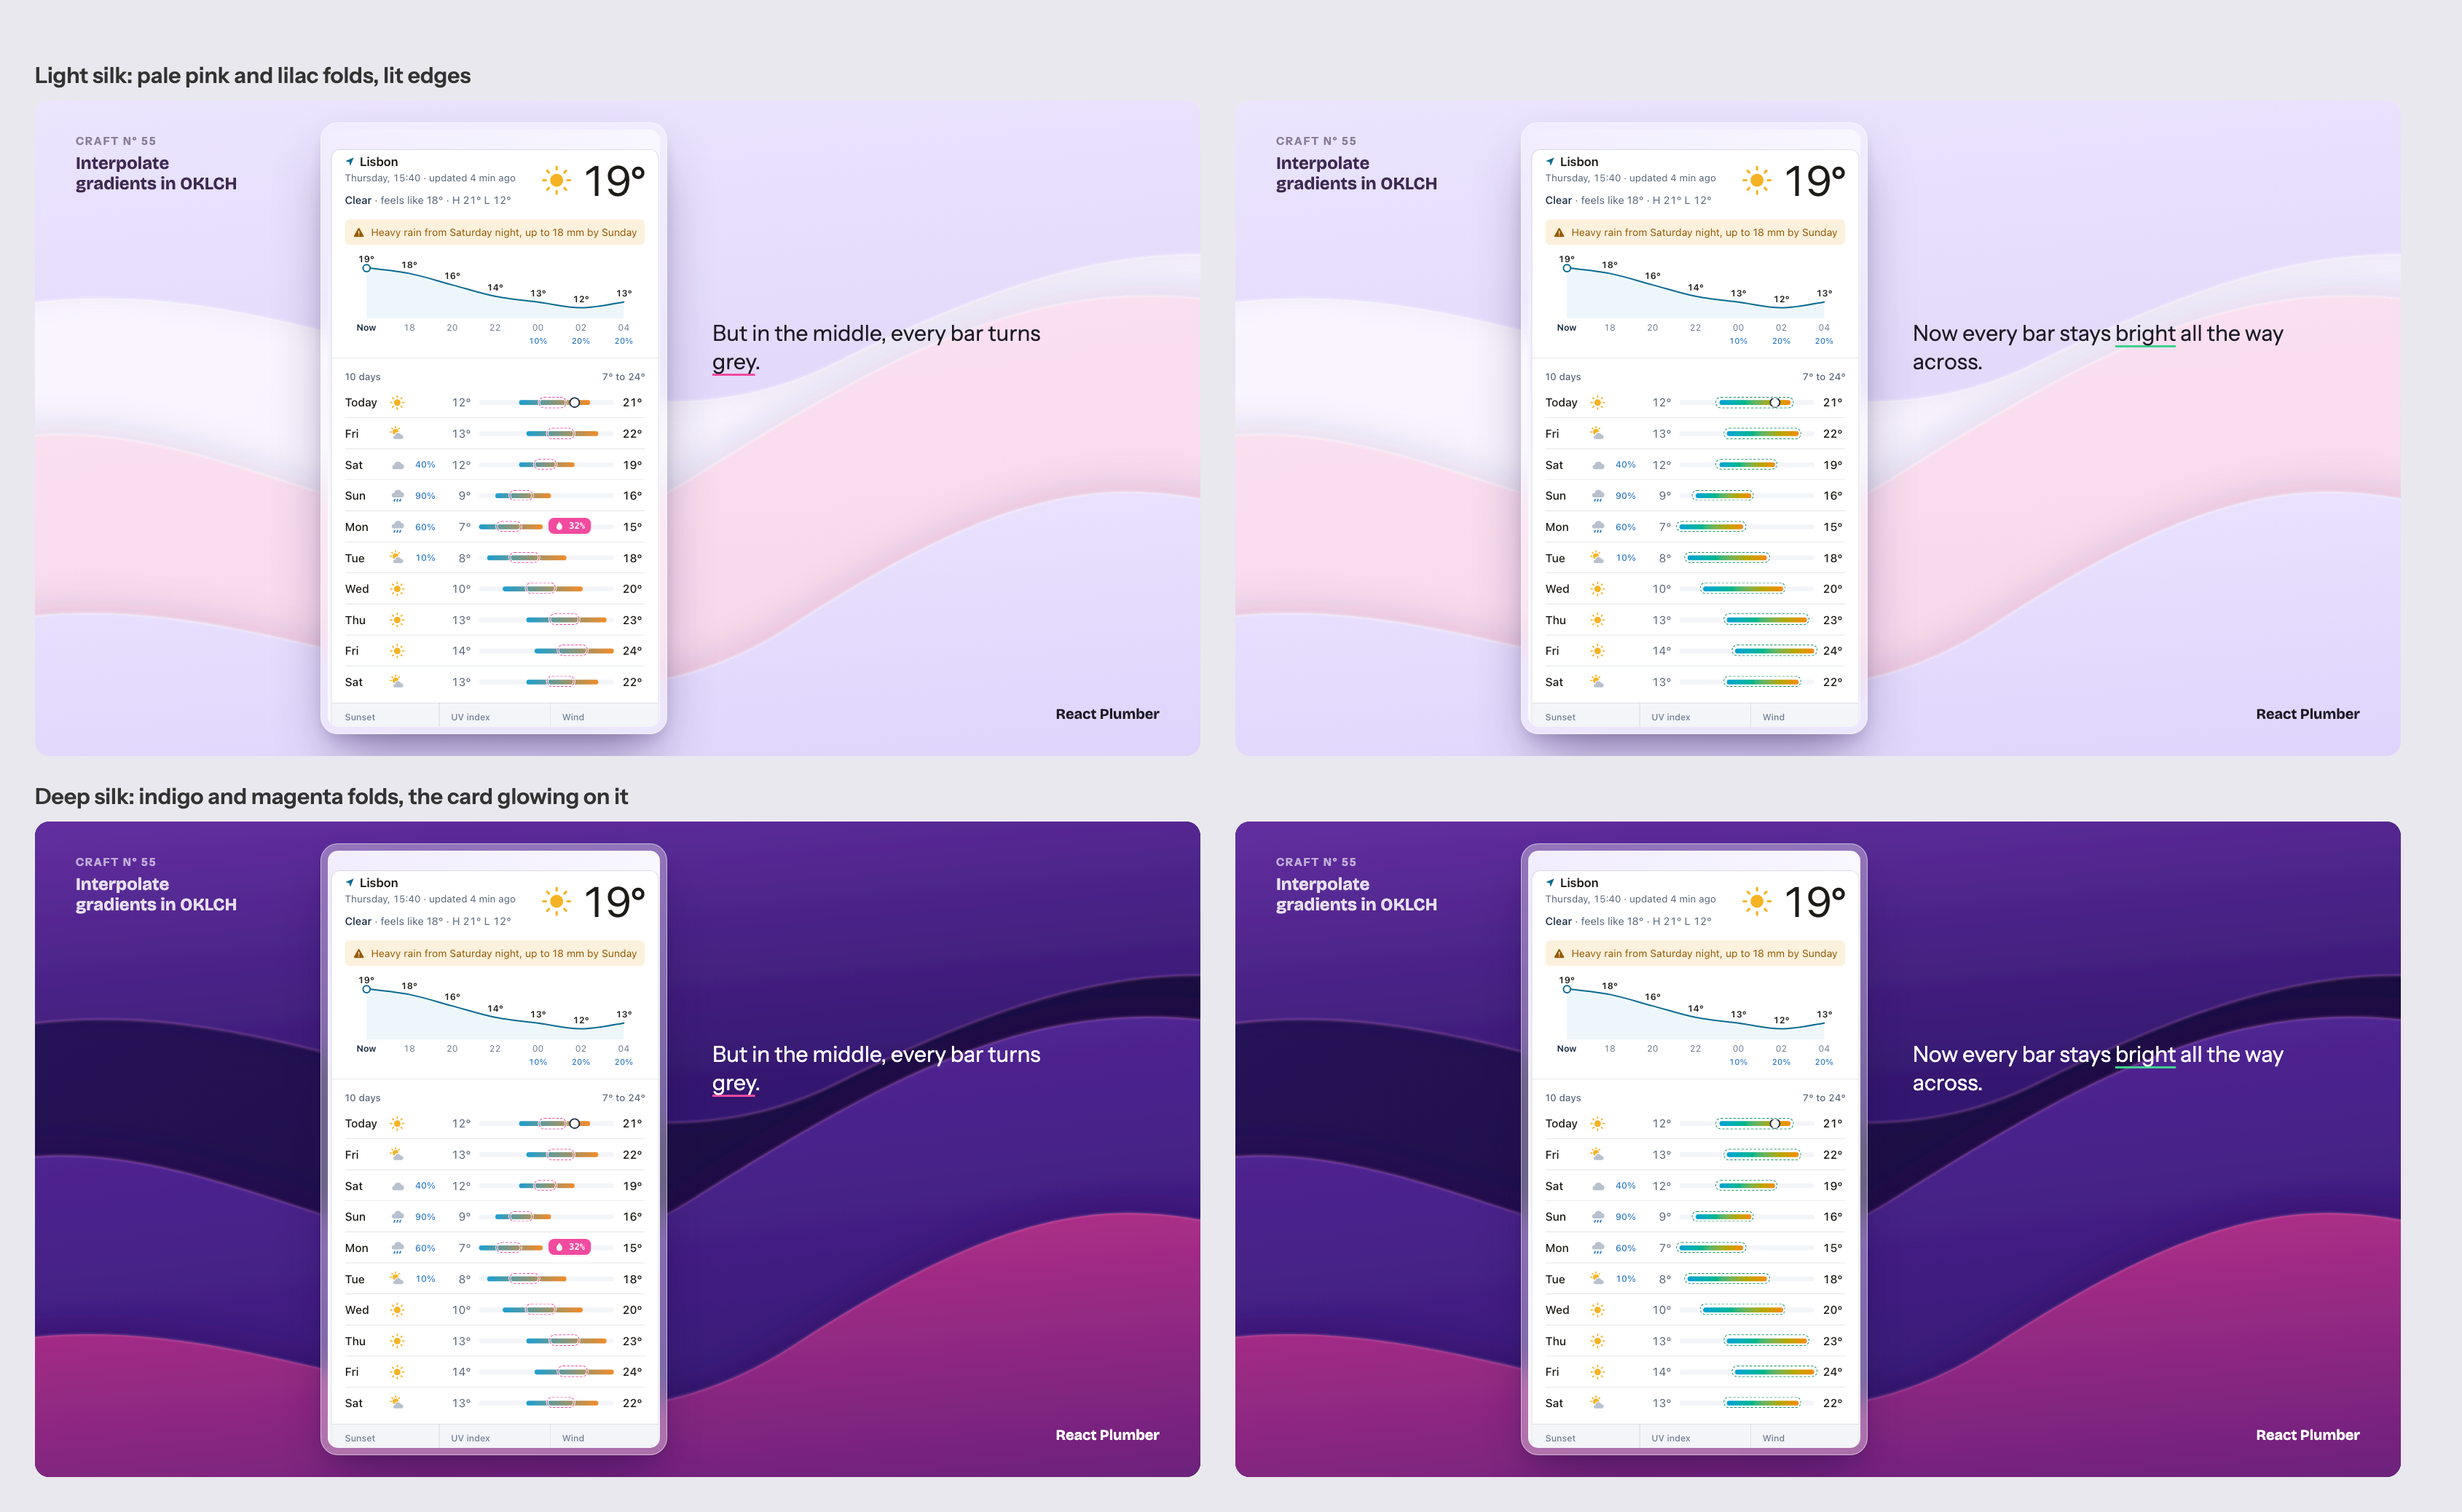 Light silk: pale pink and lilac folds, lit edges
CRAFT N° 55
Interpolate
gradients in OKLCH
Lisbon
Thursday, 15:40 · updated 4 min ago
19°
Clear · feels like 18° · H 21° L 12°
Heavy rain from Saturday night, up to 18 mm by Sunday
19° 18° 16° 14° 13° 12° 13°
Now 18 20 22 00 02 04
10% 20% 20%
10 days 7° to 24°
Today 12° 21°
Fri 13° 22°
Sat 40% 12° 19°
Sun 90% 9° 16°
Mon 60% 7° 32% 15°
Tue 10% 8° 18°
Wed 10° 20°
Thu 13° 23°
Fri 14° 24°
Sat 13° 22°
Sunset UV index Wind
But in the middle, every bar turns
grey.
React Plumber
CRAFT N° 55
Interpolate
gradients in OKLCH
Lisbon
Thursday, 15:40 · updated 4 min ago
19°
Clear · feels like 18° · H 21° L 12°
Heavy rain from Saturday night, up to 18 mm by Sunday
19° 18° 16° 14° 13° 12° 13°
Now 18 20 22 00 02 04
10% 20% 20%
10 days 7° to 24°
Today 12° 21°
Fri 13° 22°
Sat 40% 12° 19°
Sun 90% 9° 16°
Mon 60% 7° 15°
Tue 10% 8° 18°
Wed 10° 20°
Thu 13° 23°
Fri 14° 24°
Sat 13° 22°
Sunset UV index Wind
Now every bar stays bright all the way
across.
React Plumber
Deep silk: indigo and magenta folds, the card glowing on it
CRAFT N° 55
Interpolate
gradients in OKLCH
Lisbon
Thursday, 15:40 · updated 4 min ago
19°
Clear · feels like 18° · H 21° L 12°
Heavy rain from Saturday night, up to 18 mm by Sunday
19° 18° 16° 14° 13° 12° 13°
Now 18 20 22 00 02 04
10% 20% 20%
10 days 7° to 24°
Today 12° 21°
Fri 13° 22°
Sat 40% 12° 19°
Sun 90% 9° 16°
Mon 60% 7° 32% 15°
Tue 10% 8° 18°
Wed 10° 20°
Thu 13° 23°
Fri 14° 24°
Sat 13° 22°
Sunset UV index Wind
But in the middle, every bar turns
grey.
React Plumber
CRAFT N° 55
Interpolate
gradients in OKLCH
Lisbon
Thursday, 15:40 · updated 4 min ago
19°
Clear · feels like 18° · H 21° L 12°
Heavy rain from Saturday night, up to 18 mm by Sunday
19° 18° 16° 14° 13° 12° 13°
Now 18 20 22 00 02 04
10% 20% 20%
10 days 7° to 24°
Today 12° 21°
Fri 13° 22°
Sat 40% 12° 19°
Sun 90% 9° 16°
Mon 60% 7° 15°
Tue 10% 8° 18°
Wed 10° 20°
Thu 13° 23°
Fri 14° 24°
Sat 13° 22°
Sunset UV index Wind
Now every bar stays bright all the way
across.
React Plumber